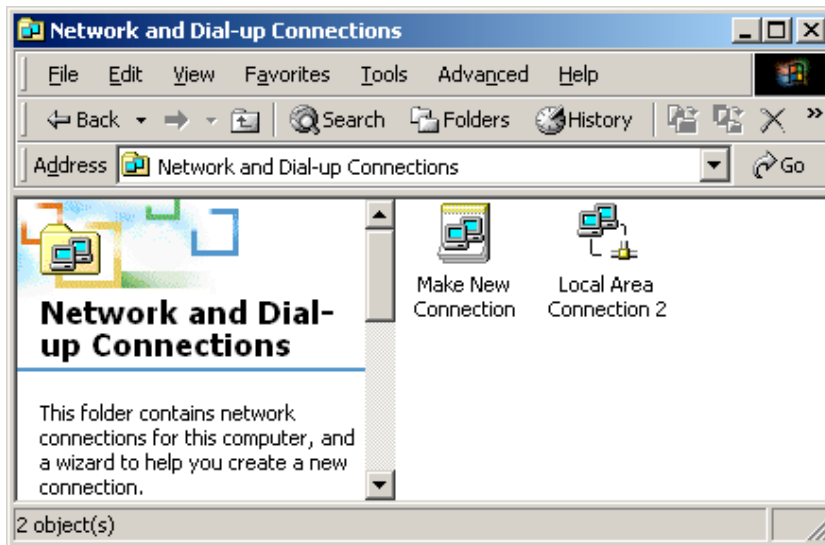 Network and Dial-up Connections
File Edit View Favorites Tools Advanced Help
Back Search Folders History »
Address Network and Dial-up Connections Go
Network and Dial-
up Connections
This folder contains network
connections for this computer, and
a wizard to help you create a new
connection.
Make New
Connection
Local Area
Connection 2
2 object(s)